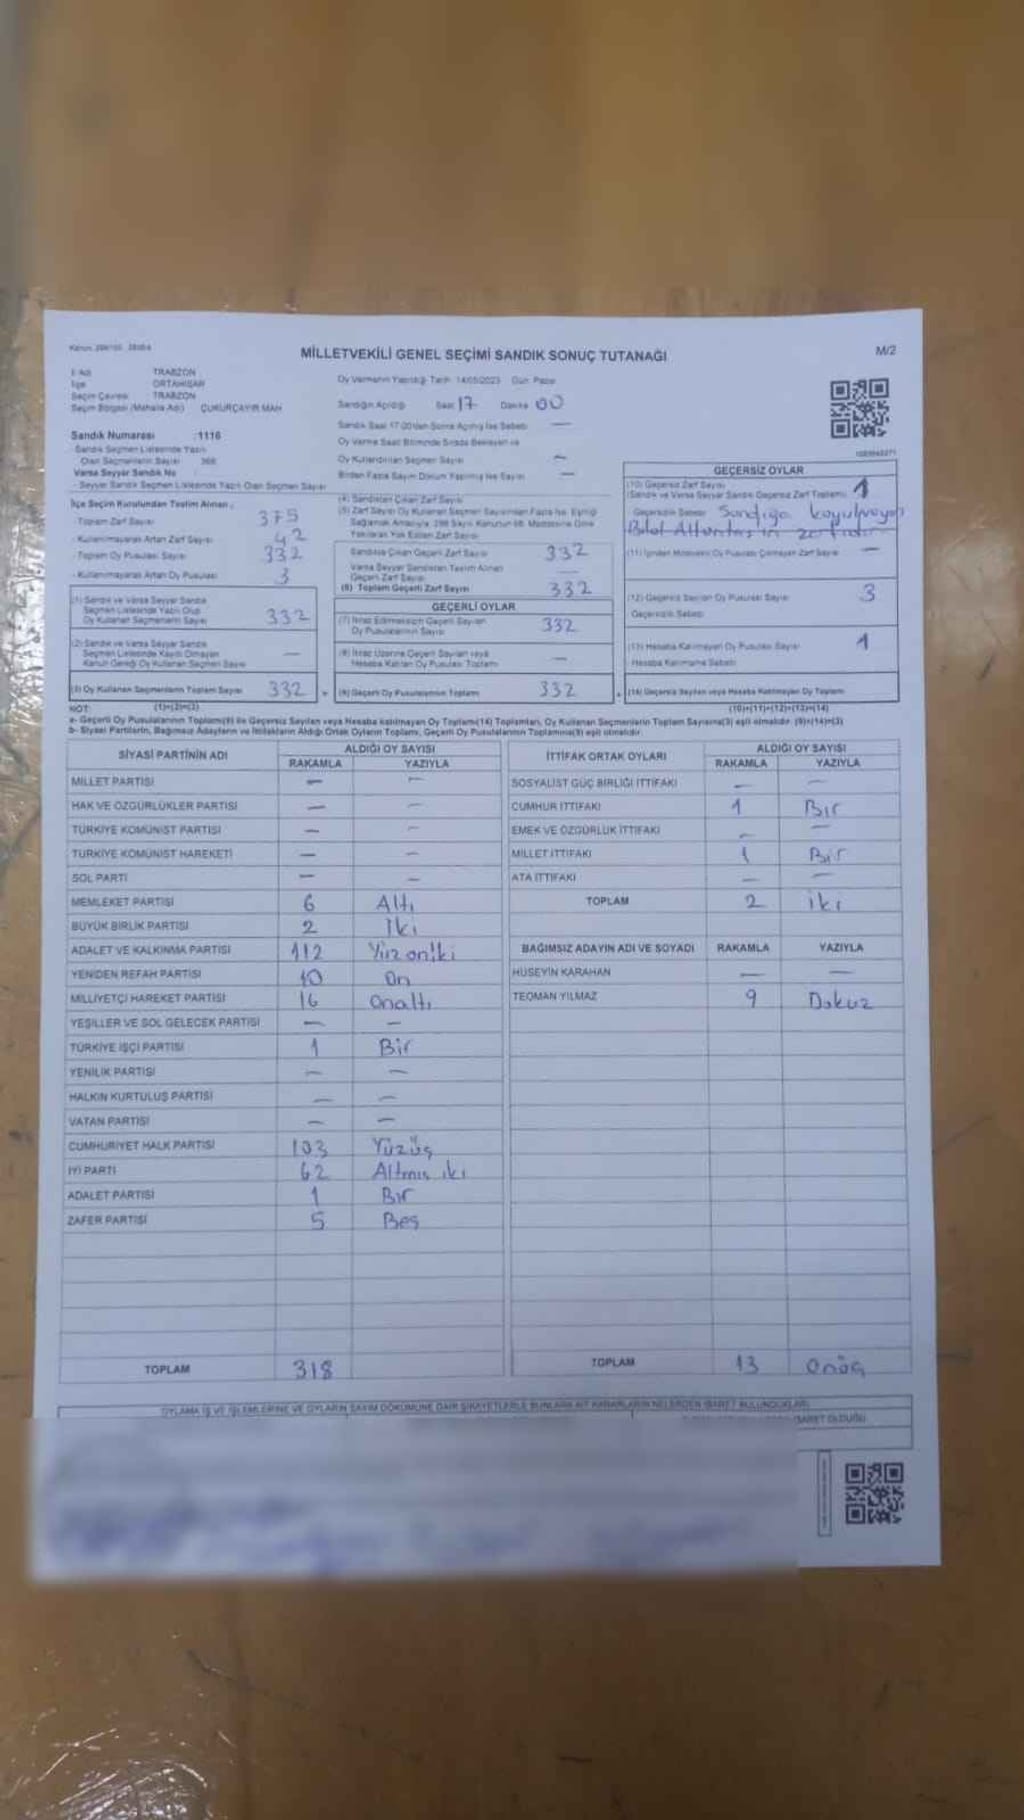 MİLLETVEKİLİ GENEL SEÇİMİ SANDIK SONUÇ TUTANAĞI
M/2
TRABZON
İlçe ORTAHİSAR
Seçim Çevresi : TRABZON
Seçim Bölgesi (Mahalle Adı) ÇUKURÇAYIR MAH
Sandık Numarası :1116
Sandık Seçmen Listesinde Yazılı
Olan Seçmenlerin Sayısı
Varsa Seyyar Sandık No
- Seyyar Sandık Seçmen Listesinde Yazılı Olan Seçmen Sayısı
İlçe Seçim Kurulundan Teslim Alınan :
- Toplam Zarf Sayısı 375
- Kullanılmayarak Artan Zarf Sayısı 42
- Toplam Oy Pusulası Sayısı 332
- Kullanılmayarak Artan Oy Pusulası 3
(1) Sandık ve Varsa Seyyar Sandık
Seçmen Listesinde Yazılı Olup
Oy Kullanan Seçmenlerin Sayısı 332
(2) Sandık ve Varsa Seyyar Sandık
Seçmen Listesinde Kayıtlı Olmayan
Kanun Gereği Oy Kullanan Seçmen Sayısı —
(3) Oy Kullanan Seçmenlerin Toplam Sayısı 332
(1)+(2)=(3)
Oy Vermenin Yapıldığı Tarih 14/05/2023 Gün Pazar
Sandığın Açıldığı Saat 17 Dakika 00
Sandık Saat 17.00'dan Sonra Açılmış İse Sebebi —
Oy Verme Saati Bitiminde Sırada Bekleyen ve
Oy Kullandırılan Seçmen Sayısı —
Birden Fazla Sayım Döküm Yapılmış İse Sayısı —
(4) Sandıktan Çıkan Zarf Sayısı
(5) Zarf Sayısı Oy Kullanan Seçmen Sayısından Fazla İse, Eşitliği
Sağlamak Amacıyla, 298 Sayılı Kanunun 98. Maddesine Göre
Yakılarak Yok Edilen Zarf Sayısı
Sandıkta Çıkan Geçerli Zarf Sayısı 332
Varsa Seyyar Sandıktan Teslim Alınan
Geçerli Zarf Sayısı —
(6) Toplam Geçerli Zarf Sayısı 332
GEÇERLİ OYLAR
(7) İtiraz Edilmeksizin Geçerli Sayılan
Oy Pusulalarının Sayısı 332
(8) İtiraz Üzerine Geçerli Sayılan veya
Hesaba Katılan Oy Pusulası Toplamı —
(9) Geçerli Oy Pusulalarının Toplamı 332
GEÇERSİZ OYLAR
(10) Geçersiz Zarf Sayısı
(Sandık ve Varsa Seyyar Sandık Geçersiz Zarf Toplamı) 1
Geçersizlik Sebebi Sandığa koyulmayan
(11) İçinden Milletvekili Oy Pusulası Çıkmayan Zarf Sayısı —
(12) Geçersiz Sayılan Oy Pusulası Sayısı 3
Geçersizlik Sebebi
(13) Hesaba Katılmayan Oy Pusulası Sayısı 1
Hesaba Katılmama Sebebi
(14) Geçersiz Sayılan veya Hesaba Katılmayan Oy Toplamı
(10)+(11)+(12)+(13)=(14)
NOT:
a- Geçerli Oy Pusulalarının Toplamı(9) ile Geçersiz Sayılan veya Hesaba katılmayan Oy Toplamı(14) Toplamları, Oy Kullanan Seçmenlerin Toplam Sayısına(3) eşit olmalıdır. (9)+(14)=(3)
b- Siyasi Partilerin, Bağımsız Adayların ve İttifakların Aldığı Ortak Oyların Toplamı, Geçerli Oy Pusulalarının Toplamına(9) eşit olmalıdır.
SİYASİ PARTİNİN ADI ALDIĞI OY SAYISI
RAKAMLA YAZIYLA
MİLLET PARTİSİ — —
HAK VE ÖZGÜRLÜKLER PARTİSİ — —
TÜRKİYE KOMÜNİST PARTİSİ — —
TÜRKİYE KOMÜNİST HAREKETİ — —
SOL PARTİ — —
MEMLEKET PARTİSİ 6 Altı
BÜYÜK BİRLİK PARTİSİ 2 İki
ADALET VE KALKINMA PARTİSİ 112 Yüz oniki
YENİDEN REFAH PARTİSİ 10 On
MİLLİYETÇİ HAREKET PARTİSİ 16 Onaltı
YEŞİLLER VE SOL GELECEK PARTİSİ — —
TÜRKİYE İŞÇİ PARTİSİ 1 Bir
YENİLİK PARTİSİ — —
HALKIN KURTULUŞ PARTİSİ — —
VATAN PARTİSİ — —
CUMHURİYET HALK PARTİSİ 103 Yüzüç
İYİ PARTİ 62 Altmış iki
ADALET PARTİSİ 1 Bir
ZAFER PARTİSİ 5 Beş
TOPLAM 318
İTTİFAK ORTAK OYLARI ALDIĞI OY SAYISI
RAKAMLA YAZIYLA
SOSYALİST GÜÇ BİRLİĞİ İTTİFAKI — —
CUMHUR İTTİFAKI 1 Bir
EMEK VE ÖZGÜRLÜK İTTİFAKI — —
MİLLET İTTİFAKI 1 Bir
ATA İTTİFAKI — —
TOPLAM 2 İki
BAĞIMSIZ ADAYIN ADI VE SOYADI RAKAMLA YAZIYLA
HÜSEYİN KARAHAN — —
TEOMAN YILMAZ 9 Dokuz
TOPLAM 13 Onüç
OYLAMA İŞ VE İŞLEMLERİNE VE OYLARIN SAYIM DÖKÜMÜNE DAİR ŞİKAYETLERLE BUNLARA AİT KARARLARIN NELERDEN İBARET BULUNDUKLARI
İBARET OLDUĞU